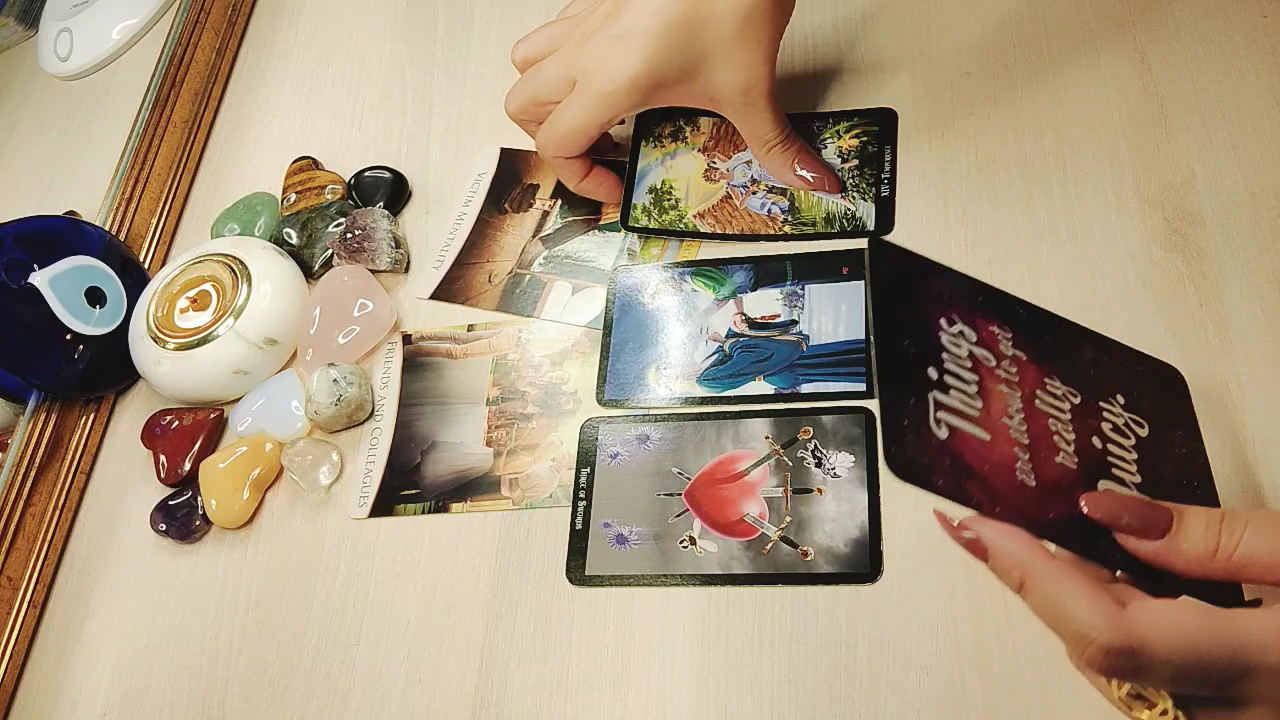 VICTIM MENTALITY
XIV • TEMPERANCE
FRIENDS AND COLLEAGUES
THREE OF SWORDS
Things
are about to get
really
Juicy.